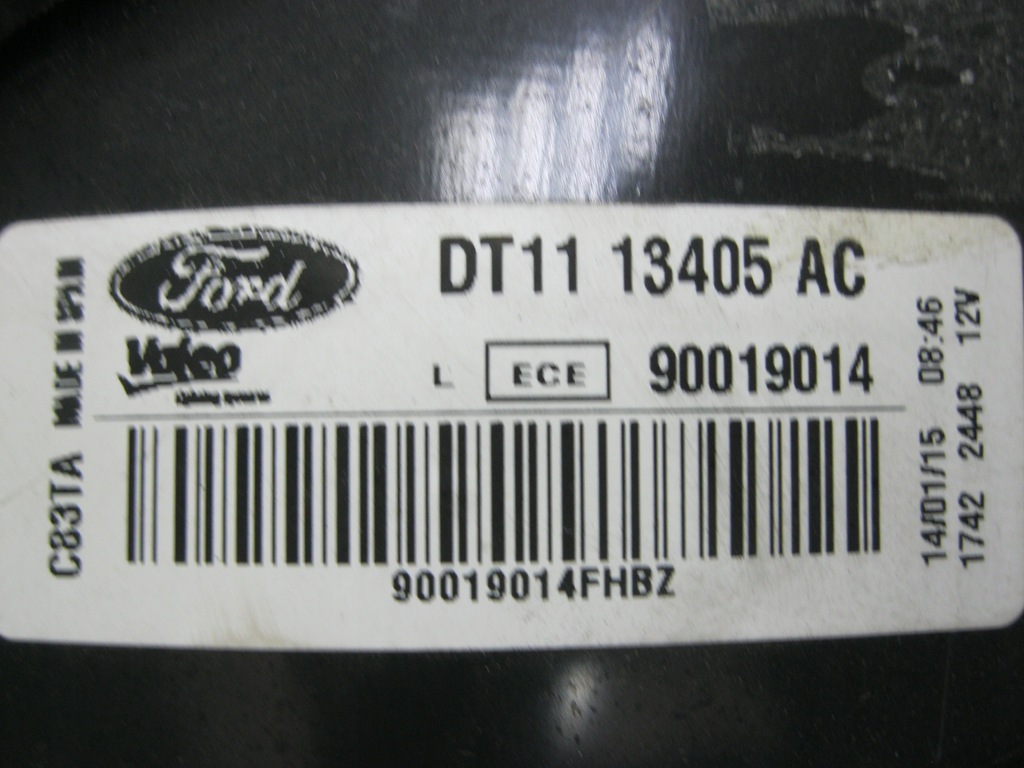 Ford
DT11 13405 AC
L ECE 90019014
90019014FHBZ
C83TA MADE IN SPAIN
14/01/15 08:46
1742 2448 12V